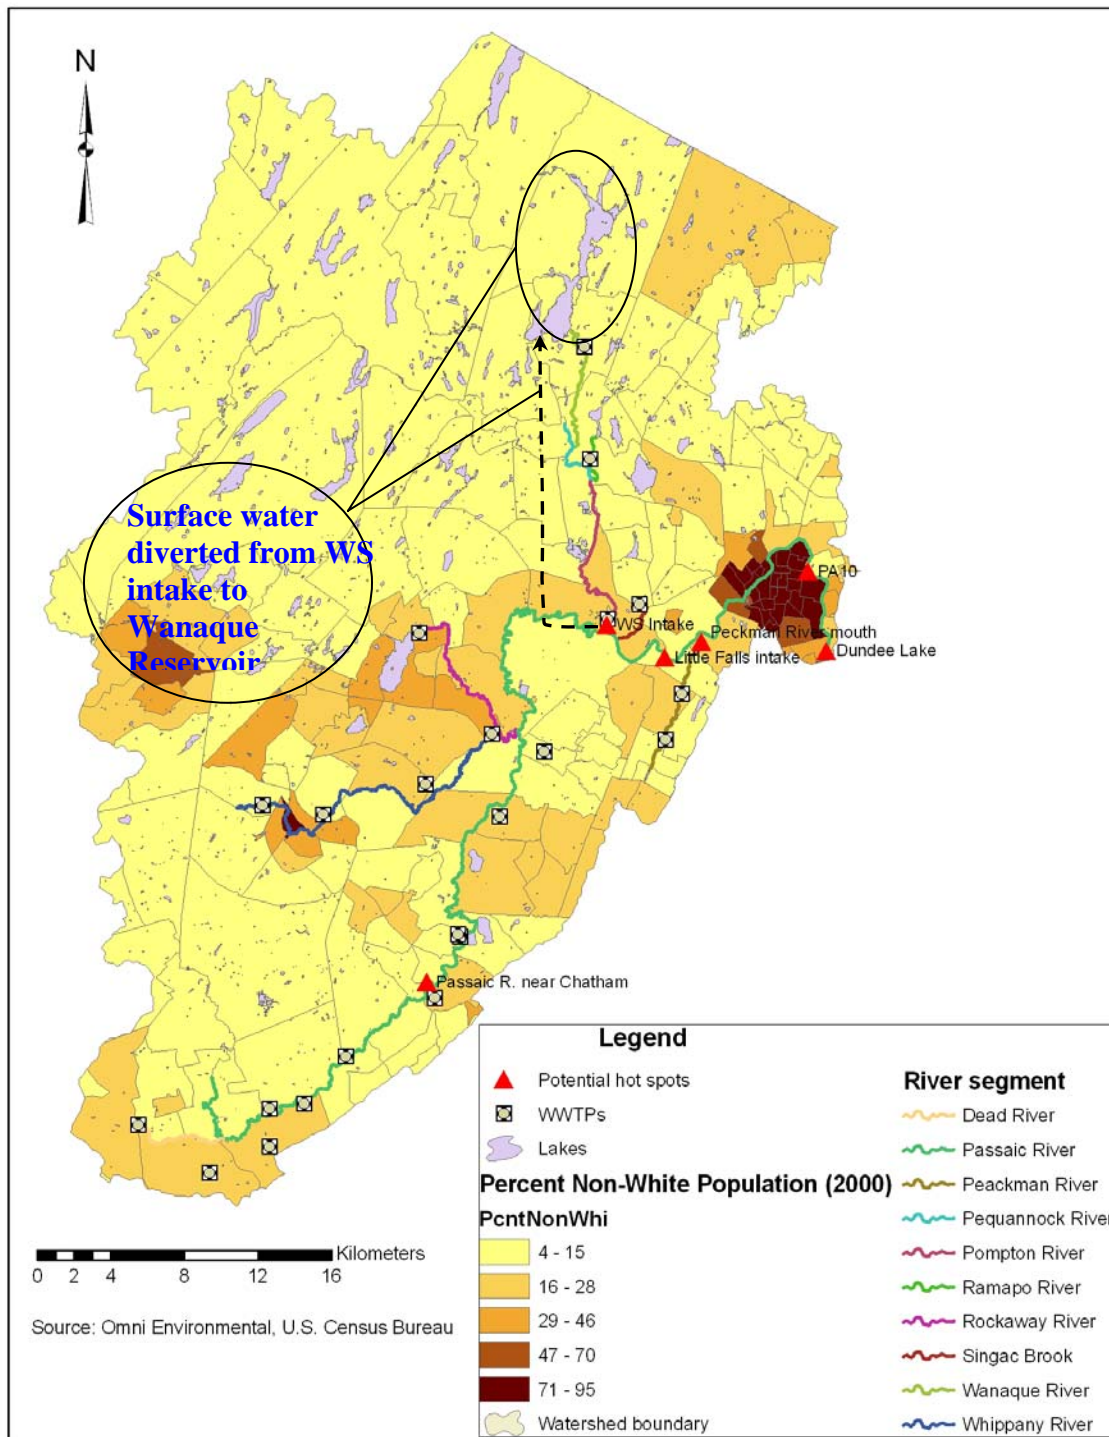 N
Surface water
diverted from WS
intake to
Wanaque
Reservoir
PA10
WS Intake
Peckman River mouth
Little Falls intake
Dundee Lake
Passaic R. near Chatham
Legend
Potential hot spots
WWTPs
Lakes
Percent Non-White Population (2000)
PcntNonWhi
4 - 15
16 - 28
29 - 46
47 - 70
71 - 95
Watershed boundary
River segment
Dead River
Passaic River
Peackman River
Pequannock River
Pompton River
Ramapo River
Rockaway River
Singac Brook
Wanaque River
Whippany River
Kilometers
0 2 4 8 12 16
Source: Omni Environmental, U.S. Census Bureau